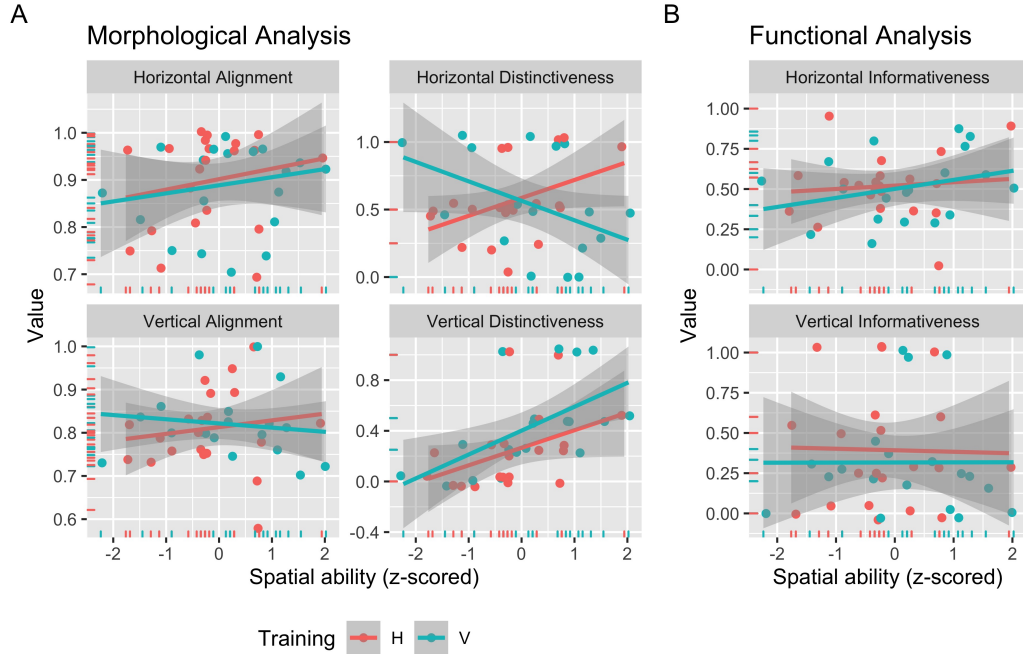 A
B
Morphological Analysis
Functional Analysis
Horizontal Alignment
Horizontal Distinctiveness
Horizontal Informativeness
1.0
0.9
0.8
0.7
1.0
0.5
0.0
1.00
0.75
0.50
0.25
0.00
Value
Value
Vertical Alignment
Vertical Distinctiveness
Vertical Informativeness
1.0
0.9
0.8
0.7
0.6
0.8
0.4
0.0
-0.4
1.00
0.75
0.50
0.25
0.00
-2 -1 0 1 2
-2 -1 0 1 2
-2 -1 0 1 2
Spatial ability (z-scored)
Spatial ability (z-scored)
Training H V